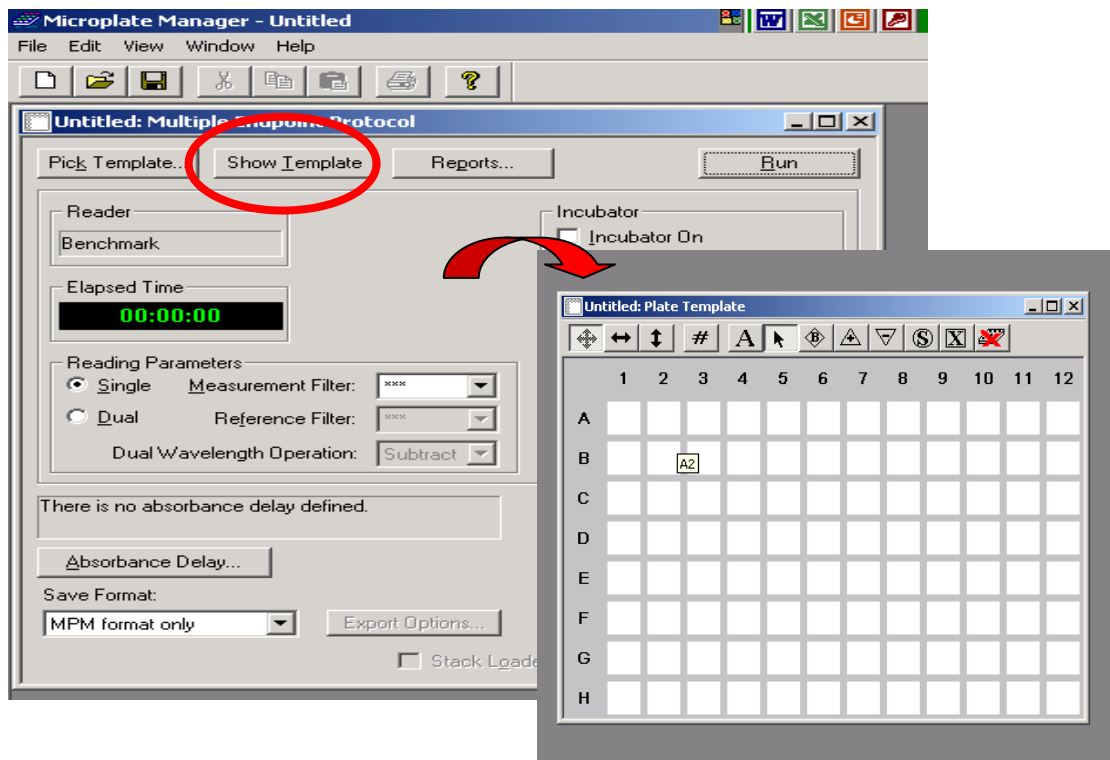 Microplate Manager - Untitled
File Edit View Window Help
Untitled: Multiple Endpoint Protocol
Pick Template... Show Template Reports... Run
Reader
Benchmark
Incubator
Incubator On
Elapsed Time
00:00:00
Reading Parameters
Single Measurement Filter: ***
Dual Reference Filter: ***
Dual Wavelength Operation: Subtract
There is no absorbance delay defined.
Absorbance Delay...
Save Format:
MPM format only Export Options...
Stack Loade
Untitled: Plate Template
# A B + - S X
1 2 3 4 5 6 7 8 9 10 11 12
A
B
A2
C
D
E
F
G
H